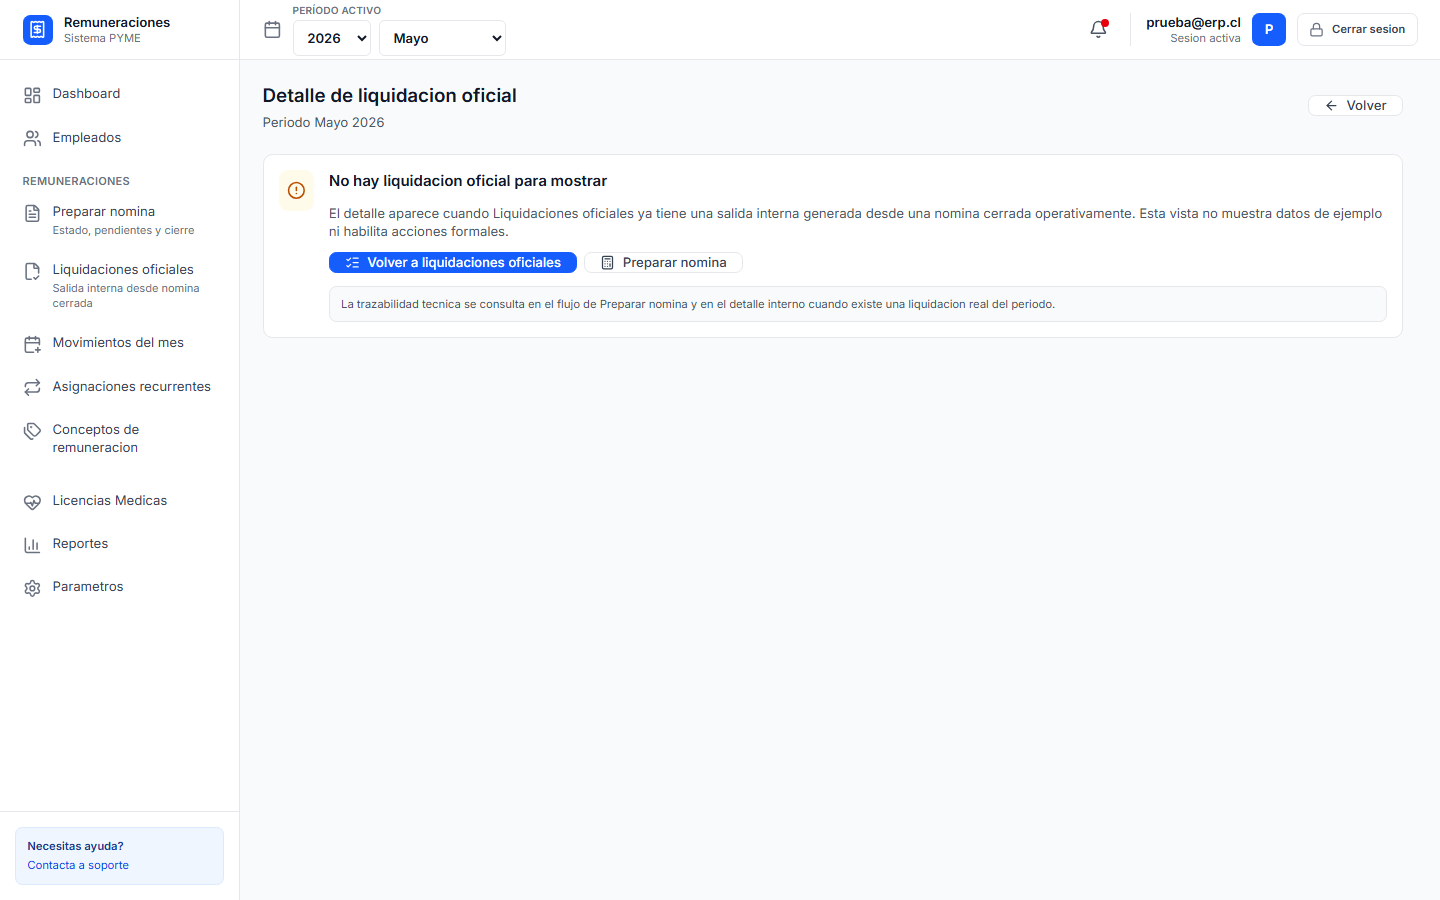 Remuneraciones
Sistema PYME
PERÍODO ACTIVO
2026
Mayo
prueba@erp.cl
Sesion activa
P
Cerrar sesion
Dashboard
Empleados
REMUNERACIONES
Preparar nomina
Estado, pendientes y cierre
Liquidaciones oficiales
Salida interna desde nomina
cerrada
Movimientos del mes
Asignaciones recurrentes
Conceptos de
remuneracion
Licencias Medicas
Reportes
Parametros
Necesitas ayuda?
Contacta a soporte
Detalle de liquidacion oficial
Periodo Mayo 2026
Volver
No hay liquidacion oficial para mostrar
El detalle aparece cuando Liquidaciones oficiales ya tiene una salida interna generada desde una nomina cerrada operativamente. Esta vista no muestra datos de ejemplo
ni habilita acciones formales.
Volver a liquidaciones oficiales
Preparar nomina
La trazabilidad tecnica se consulta en el flujo de Preparar nomina y en el detalle interno cuando existe una liquidacion real del periodo.